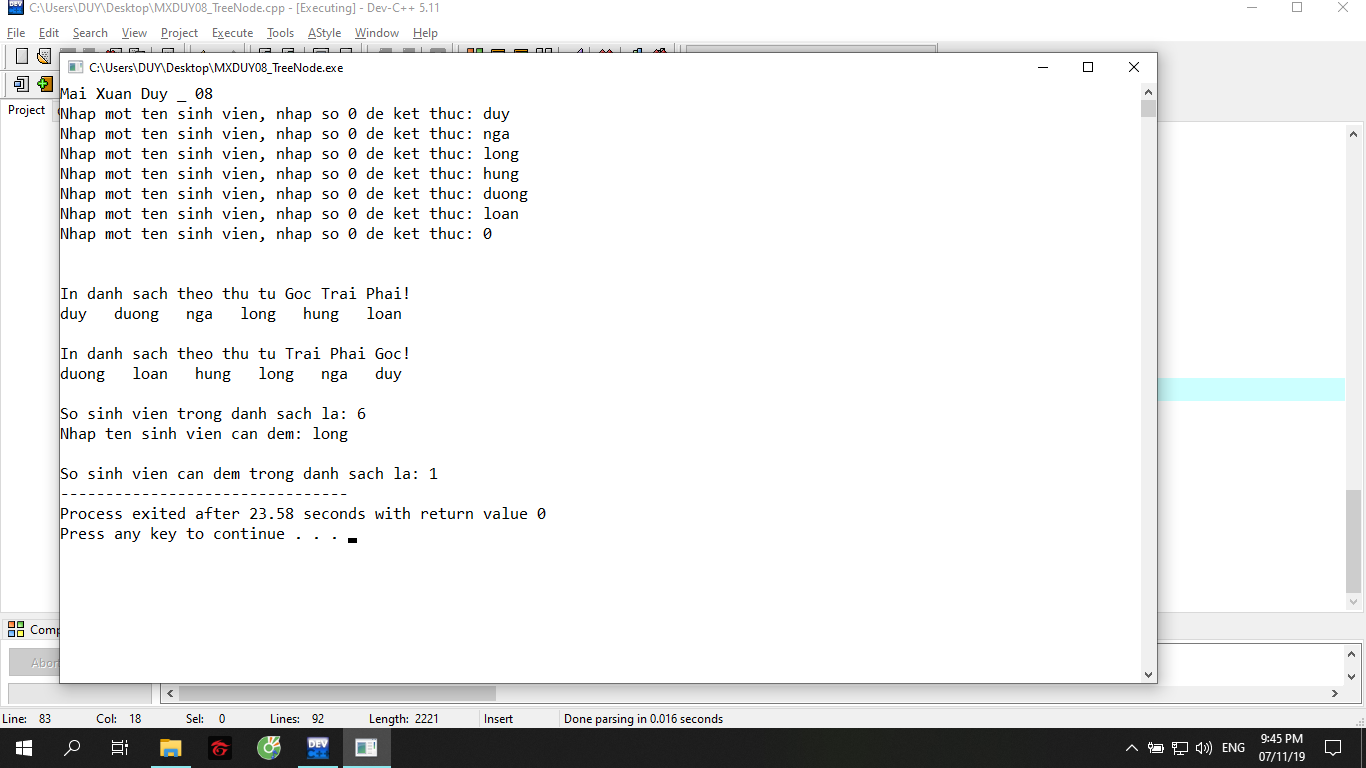 C:\Users\DUY\Desktop\MXDUY08_TreeNode.cpp - [Executing] - Dev-C++ 5.11
File Edit Search View Project Execute Tools AStyle Window Help
C:\Users\DUY\Desktop\MXDUY08_TreeNode.exe
Project
Mai Xuan Duy _ 08
Nhap mot ten sinh vien, nhap so 0 de ket thuc: duy
Nhap mot ten sinh vien, nhap so 0 de ket thuc: nga
Nhap mot ten sinh vien, nhap so 0 de ket thuc: long
Nhap mot ten sinh vien, nhap so 0 de ket thuc: hung
Nhap mot ten sinh vien, nhap so 0 de ket thuc: duong
Nhap mot ten sinh vien, nhap so 0 de ket thuc: loan
Nhap mot ten sinh vien, nhap so 0 de ket thuc: 0
In danh sach theo thu tu Goc Trai Phai!
duy duong nga long hung loan
In danh sach theo thu tu Trai Phai Goc!
duong loan hung long nga duy
So sinh vien trong danh sach la: 6
Nhap ten sinh vien can dem: long
So sinh vien can dem trong danh sach la: 1
--------------------------------
Process exited after 23.58 seconds with return value 0
Press any key to continue . . .
Comp
Abor
Line: 83 Col: 18 Sel: 0 Lines: 92 Length: 2221 Insert Done parsing in 0.016 seconds
DEV
ENG
9:45 PM
07/11/19